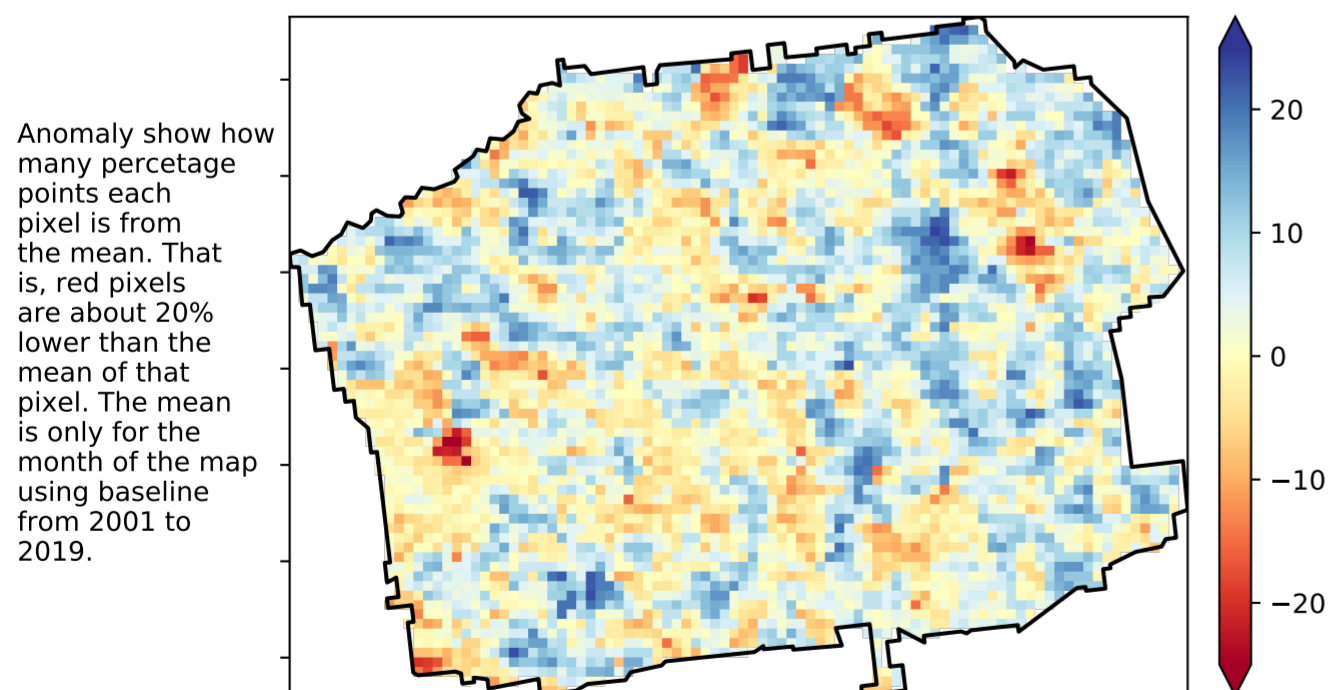 Anomaly show how
many percetage
points each
pixel is from
the mean. That
is, red pixels
are about 20%
lower than the
mean of that
pixel. The mean
is only for the
month of the map
using baseline
from 2001 to
2019.
20
10
0
−10
−20